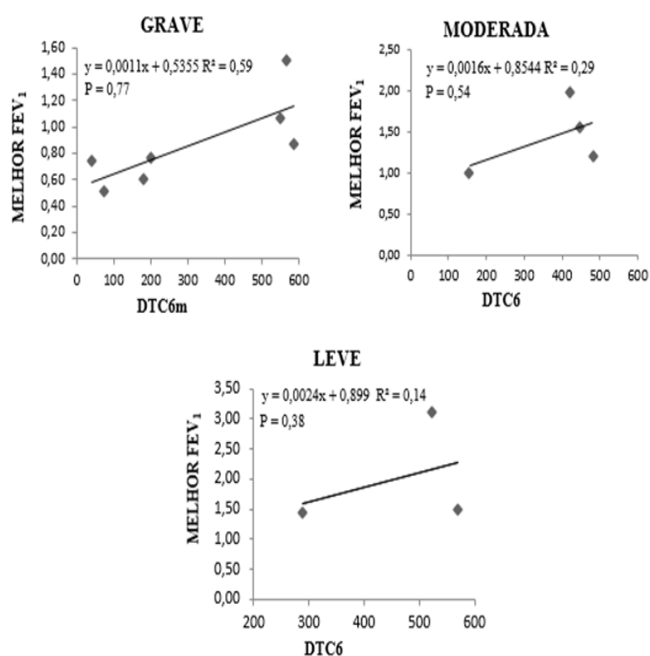 GRAVE
y = 0,0011x + 0,5355 R² = 0,59
P = 0,77
MELHOR FEV₁
1,60
1,40
1,20
1,00
0,80
0,60
0,40
0,20
0,00
0 100 200 300 400 500 600
DTC6m
MODERADA
y = 0,0016x + 0,8544 R² = 0,29
P = 0,54
MELHOR FEV₁
2,50
2,00
1,50
1,00
0,50
0,00
0 100 200 300 400 500 600
DTC6
LEVE
y = 0,0024x + 0,899 R² = 0,14
P = 0,38
MELHOR FEV₁
3,50
3,00
2,50
2,00
1,50
1,00
0,50
0,00
200 300 400 500 600
DTC6